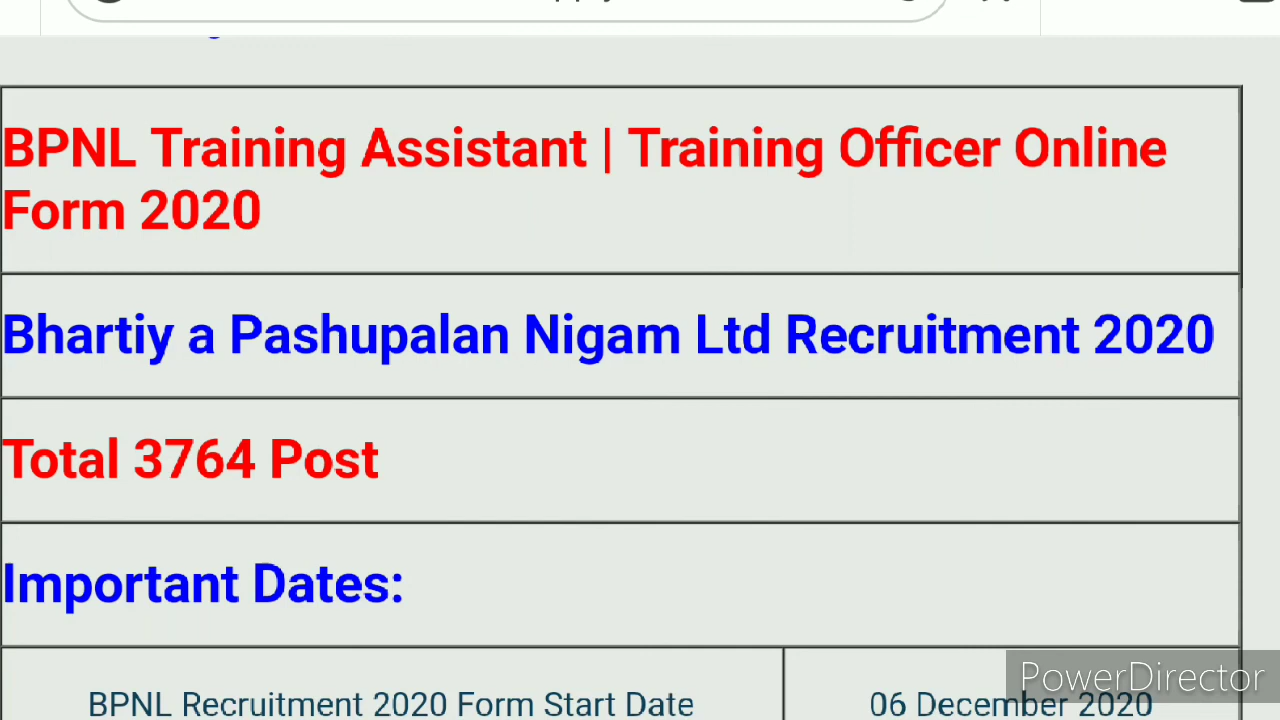 BPNL Training Assistant | Training Officer Online
Form 2020
Bhartiy a Pashupalan Nigam Ltd Recruitment 2020
Total 3764 Post
Important Dates:
BPNL Recruitment 2020 Form Start Date
06 December 2020
PowerDirector